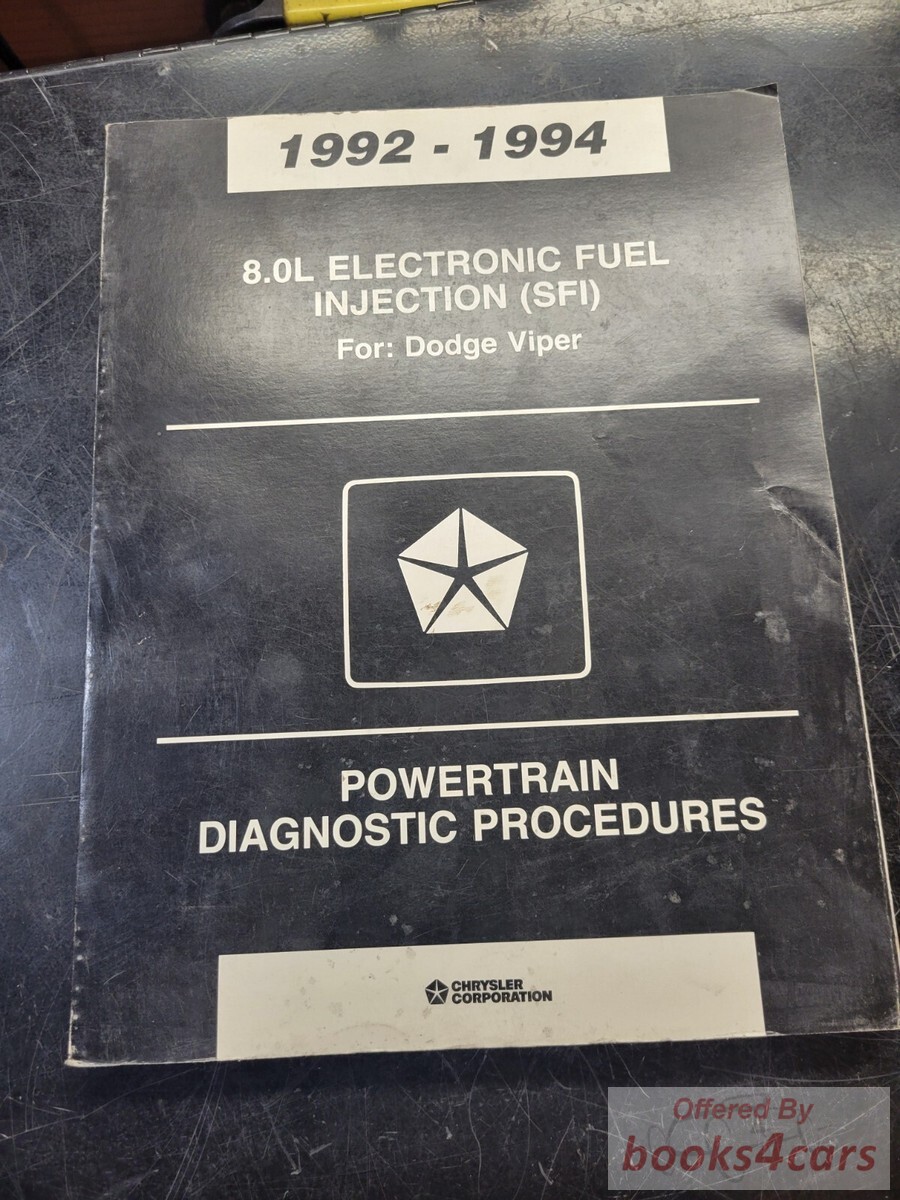 1992 - 1994
8.0L ELECTRONIC FUEL
INJECTION (SFI)
For: Dodge Viper
POWERTRAIN
DIAGNOSTIC PROCEDURES
CHRYSLER
CORPORATION
Offered By
books4cars